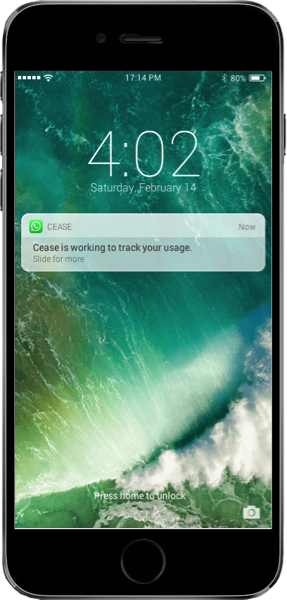 17:14 PM
80%
4:02
Saturday, February 14
CEASE
Now
Cease is working to track your usage.
Slide for more
Press home to unlock